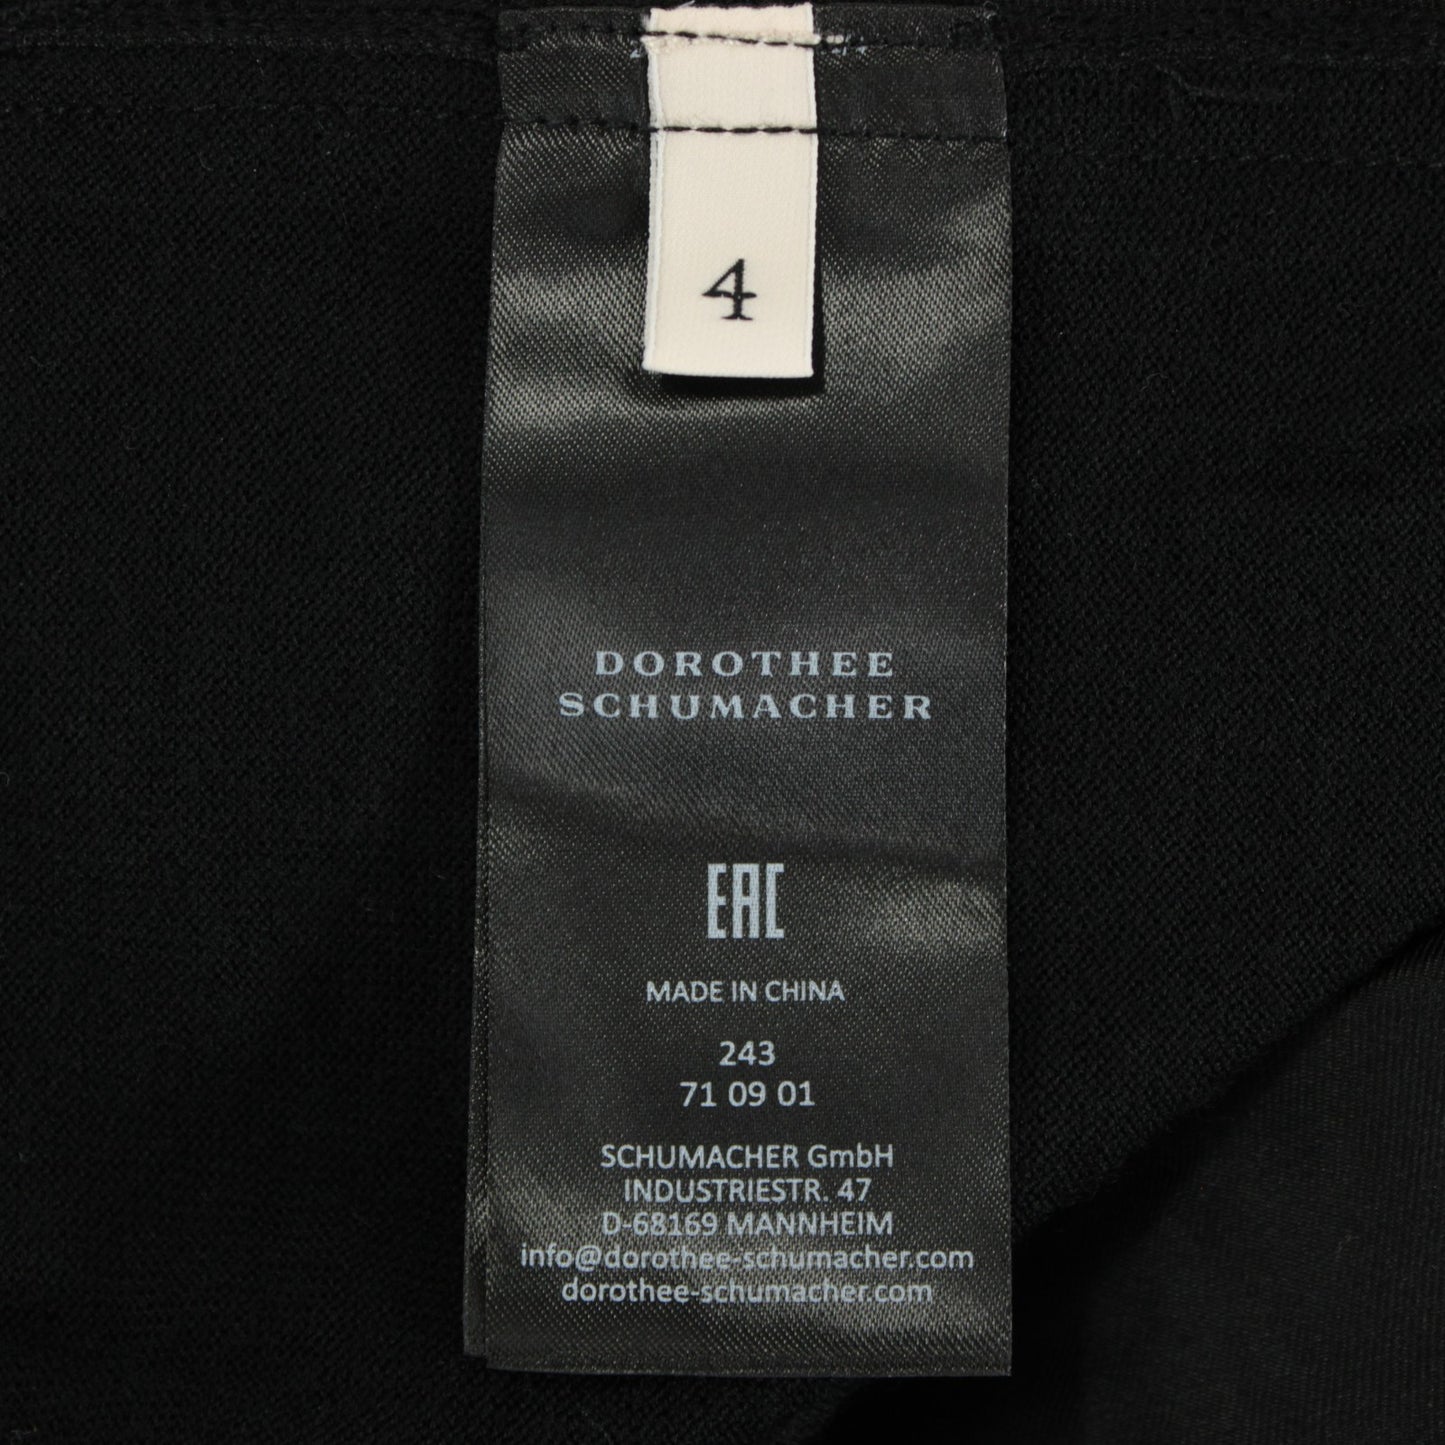 4
DOROTHEE
SCHUMACHER
EAC
MADE IN CHINA
243
71 09 01
SCHUMACHER GmbH
INDUSTRIESTR. 47
D-68169 MANNHEIM
info@dorothee-schumacher.com
dorothee-schumacher.com